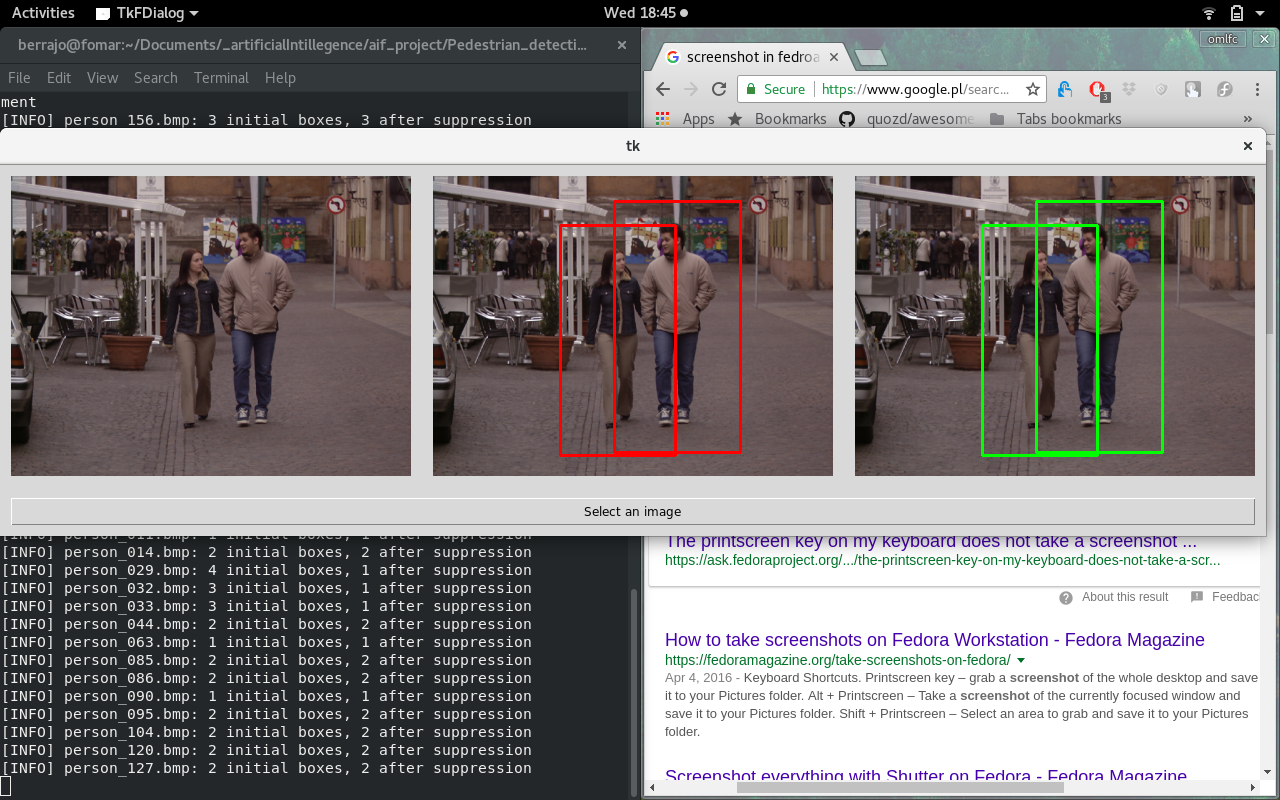 Activities TkFDialog Wed 18:45
berrajo@fomar:~/Documents/_artificialIntillegence/aif_project/Pedestrian_detecti...
omlfc
File Edit View Search Terminal Help
screenshot in fedroa
ment
Secure https://www.google.pl/searc...
3
[INFO] person_156.bmp: 3 initial boxes, 3 after suppression
Apps Bookmarks quozd/awesome Tabs bookmarks »
tk
Select an image
[INFO] person_011.bmp: 1 initial boxes, 1 after suppression
[INFO] person_014.bmp: 2 initial boxes, 2 after suppression
[INFO] person_029.bmp: 4 initial boxes, 1 after suppression
[INFO] person_032.bmp: 3 initial boxes, 1 after suppression
[INFO] person_033.bmp: 3 initial boxes, 1 after suppression
[INFO] person_044.bmp: 2 initial boxes, 2 after suppression
[INFO] person_063.bmp: 1 initial boxes, 1 after suppression
[INFO] person_085.bmp: 2 initial boxes, 2 after suppression
[INFO] person_086.bmp: 2 initial boxes, 2 after suppression
[INFO] person_090.bmp: 1 initial boxes, 1 after suppression
[INFO] person_095.bmp: 2 initial boxes, 2 after suppression
[INFO] person_104.bmp: 2 initial boxes, 2 after suppression
[INFO] person_120.bmp: 2 initial boxes, 2 after suppression
[INFO] person_127.bmp: 2 initial boxes, 2 after suppression
The printscreen key on my keyboard does not take a screenshot ...
https://ask.fedoraproject.org/.../the-printscreen-key-on-my-keyboard-does-not-take-a-scr...
About this result Feedbac
How to take screenshots on Fedora Workstation - Fedora Magazine
https://fedoramagazine.org/take-screenshots-on-fedora/
Apr 4, 2016 - Keyboard Shortcuts. Printscreen key – grab a screenshot of the whole desktop and save
it to your Pictures folder. Alt + Printscreen – Take a screenshot of the currently focused window and
save it to your Pictures folder. Shift + Printscreen – Select an area to grab and save it to your Pictures
folder.
Screenshot everything with Shutter on Fedora - Fedora Magazine